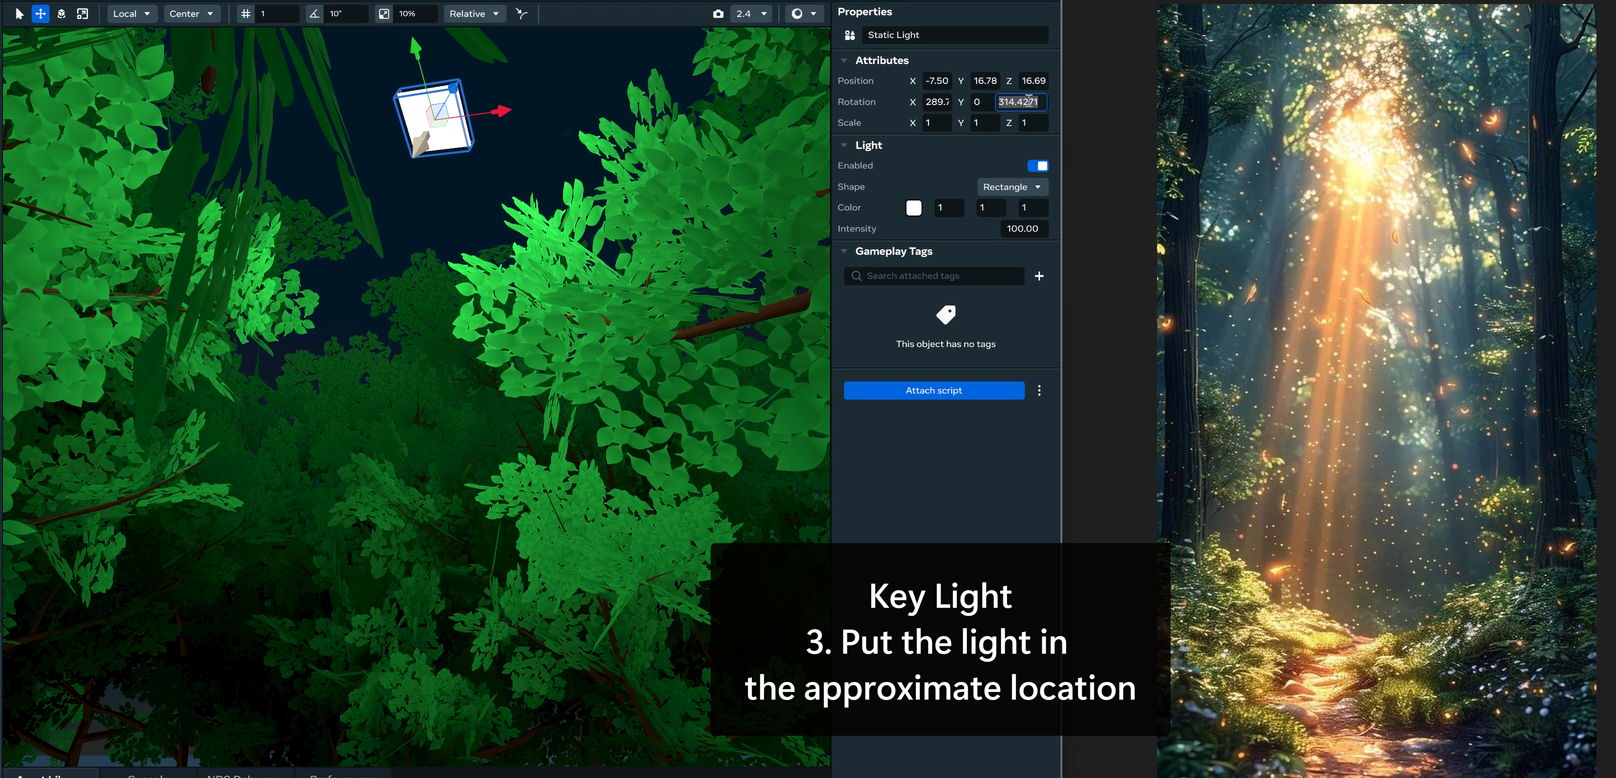 Local Center 1 10° 10% Relative 2.4
Properties
Static Light
Attributes
Position X -7.50 Y 16.78 Z 16.69
Rotation X 289.7 Y 0 314.4271
Scale X 1 Y 1 Z 1
Light
Enabled
Shape Rectangle
Color 1 1 1
Intensity 100.00
Gameplay Tags
Search attached tags
This object has no tags
Attach script
Key Light
3. Put the light in
the approximate location